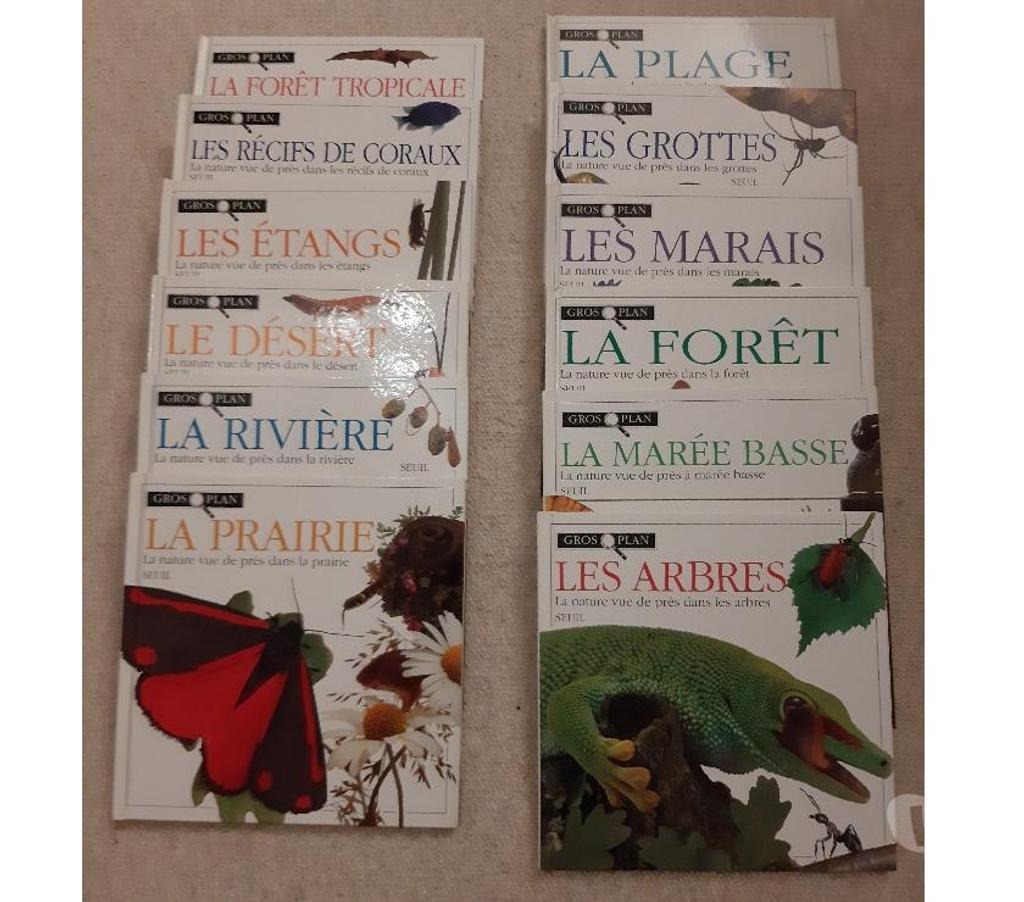 GROS PLAN
LA FORÊT TROPICALE
GROS PLAN
LES RÉCIFS DE CORAUX
La nature vue de près dans les récifs de coraux
SEUIL
GROS PLAN
LES ÉTANGS
La nature vue de près dans les étangs
SEUIL
GROS PLAN
LE DÉSERT
La nature vue de près dans le désert
SEUIL
GROS PLAN
LA RIVIÈRE
La nature vue de près dans la rivière
SEUIL
GROS PLAN
LA PRAIRIE
La nature vue de près dans la prairie
SEUIL
GROS PLAN
LA PLAGE
GROS PLAN
LES GROTTES
La nature vue de près dans les grottes
SEUIL
GROS PLAN
LES MARAIS
La nature vue de près dans les marais
SEUIL
GROS PLAN
LA FORÊT
La nature vue de près dans la forêt
SEUIL
GROS PLAN
LA MARÉE BASSE
La nature vue de près à marée basse
SEUIL
GROS PLAN
LES ARBRES
La nature vue de près dans les arbres
SEUIL